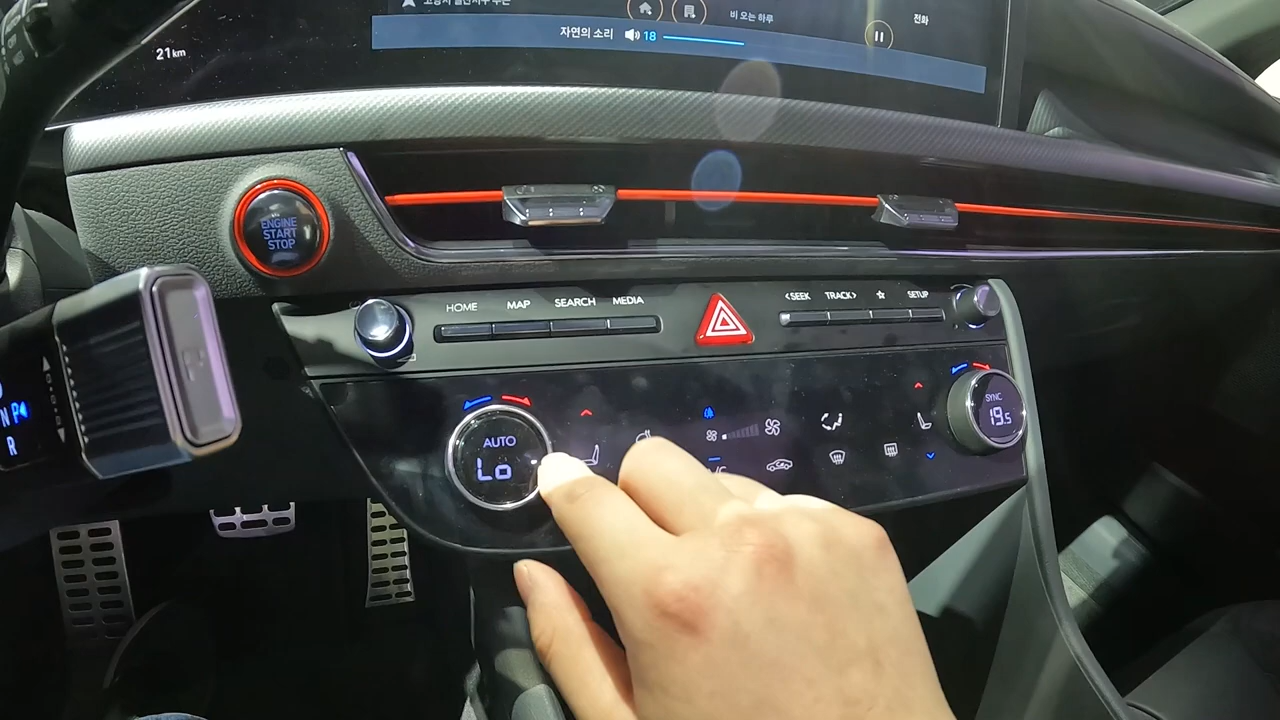 비 오는 하루
전화
자연의 소리 18
21km
ENGINE
START
STOP
HOME MAP SEARCH MEDIA
<SEEK TRACK> ☆ SETUP
SYNC
19.5
AUTO
Lo
N P
R